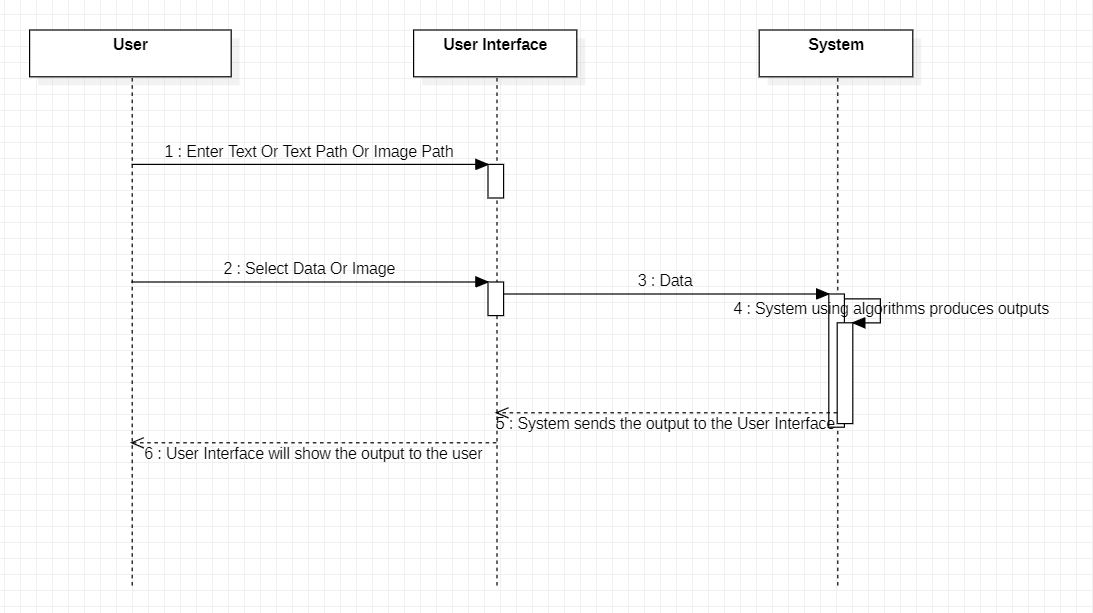 User
User Interface
System
1 : Enter Text Or Text Path Or Image Path
2 : Select Data Or Image
3 : Data
4 : System using algorithms produces outputs
5 : System sends the output to the User Interface
6 : User Interface will show the output to the user